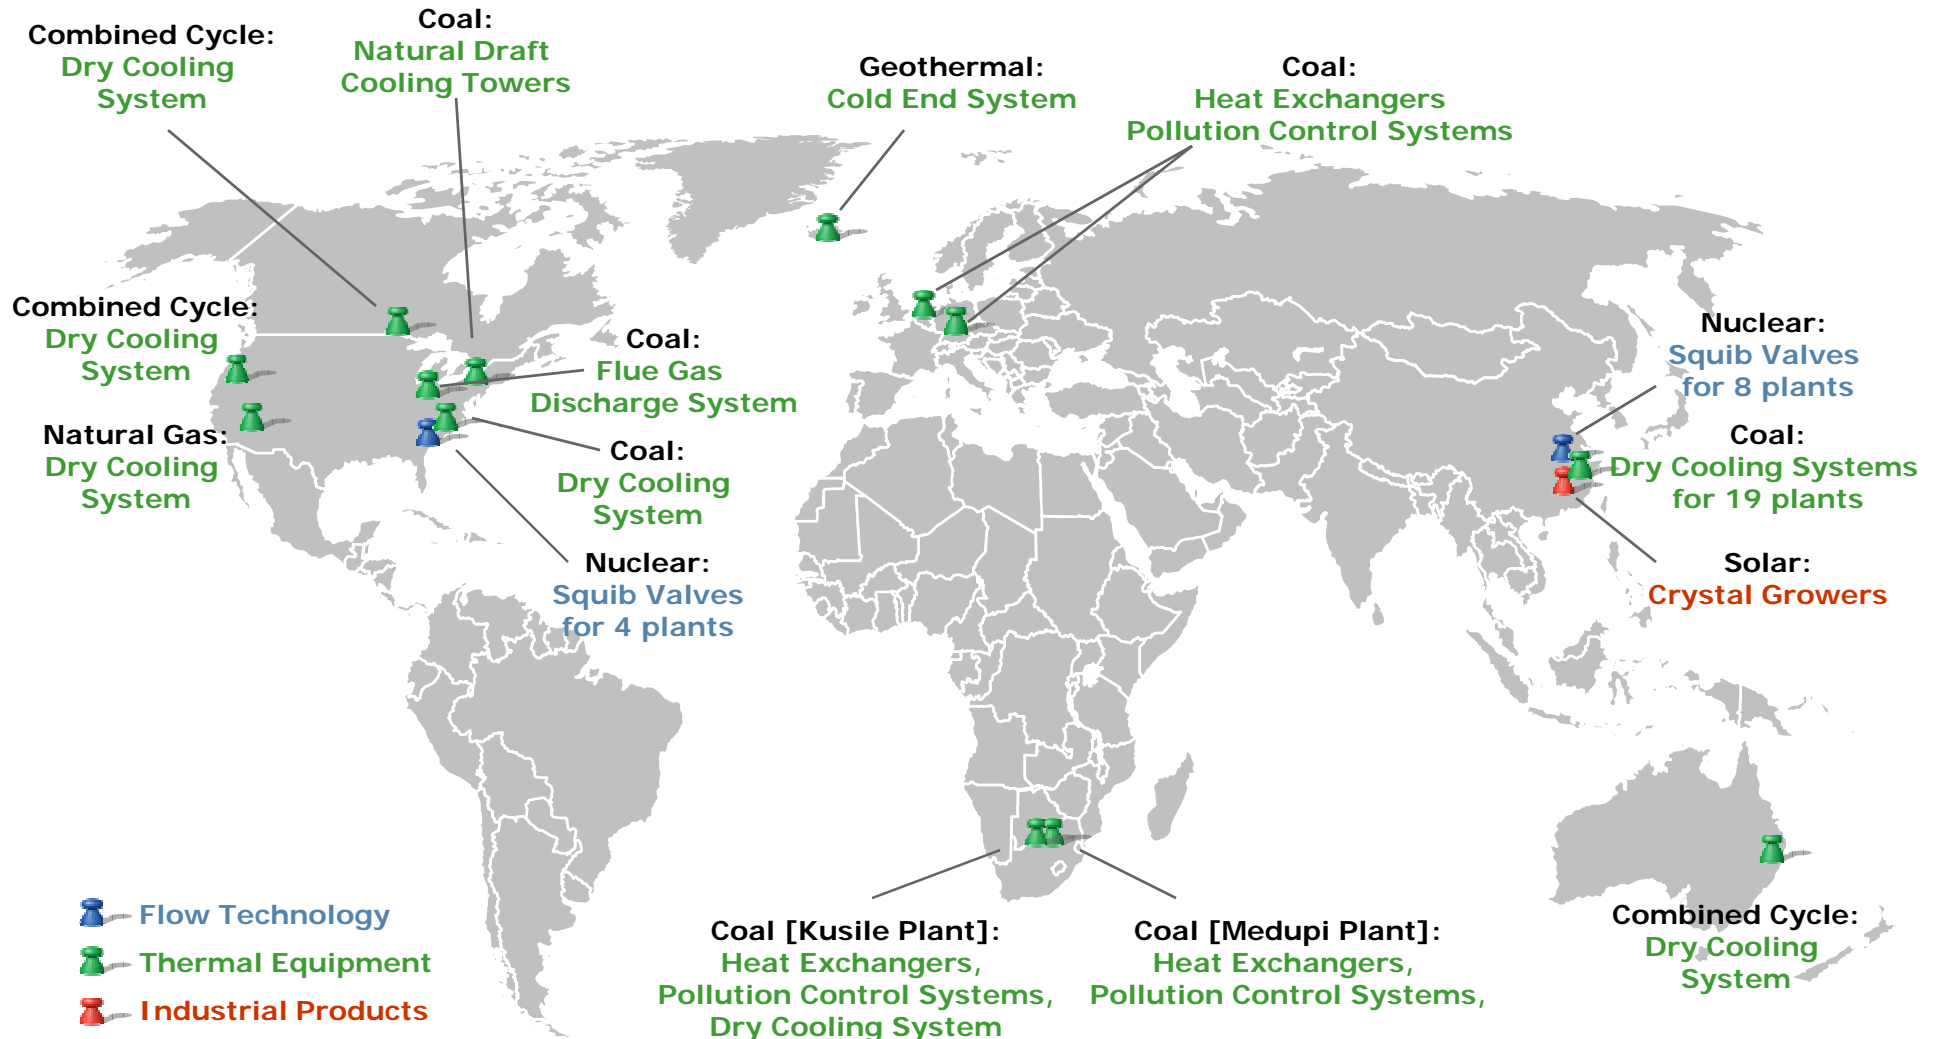 Combined Cycle:
Dry Cooling
System
Coal:
Natural Draft
Cooling Towers
Geothermal:
Cold End System
Coal:
Heat Exchangers
Pollution Control Systems
Combined Cycle:
Dry Cooling
System
Natural Gas:
Dry Cooling
System
Coal:
Flue Gas
Discharge System
Coal:
Dry Cooling
System
Nuclear:
Squib Valves
for 4 plants
Nuclear:
Squib Valves
for 8 plants
Coal:
Dry Cooling Systems
for 19 plants
Solar:
Crystal Growers
Flow Technology
Thermal Equipment
Industrial Products
Coal [Kusile Plant]:
Heat Exchangers,
Pollution Control Systems,
Dry Cooling System
Coal [Medupi Plant]:
Heat Exchangers,
Pollution Control Systems,
Combined Cycle:
Dry Cooling
System